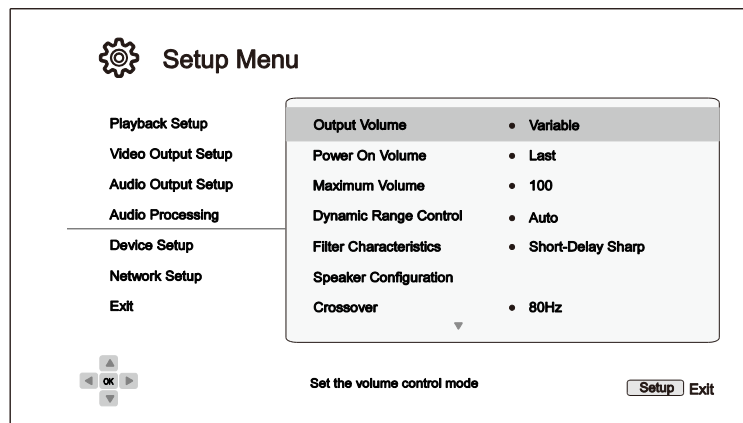 Setup Menu
Playback Setup
Video Output Setup
Audio Output Setup
Audio Processing
Device Setup
Network Setup
Exit
Output Volume • Variable
Power On Volume • Last
Maximum Volume • 100
Dynamic Range Control • Auto
Filter Characteristics • Short-Delay Sharp
Speaker Configuration
Crossover • 80Hz
OK
Set the volume control mode
Setup Exit